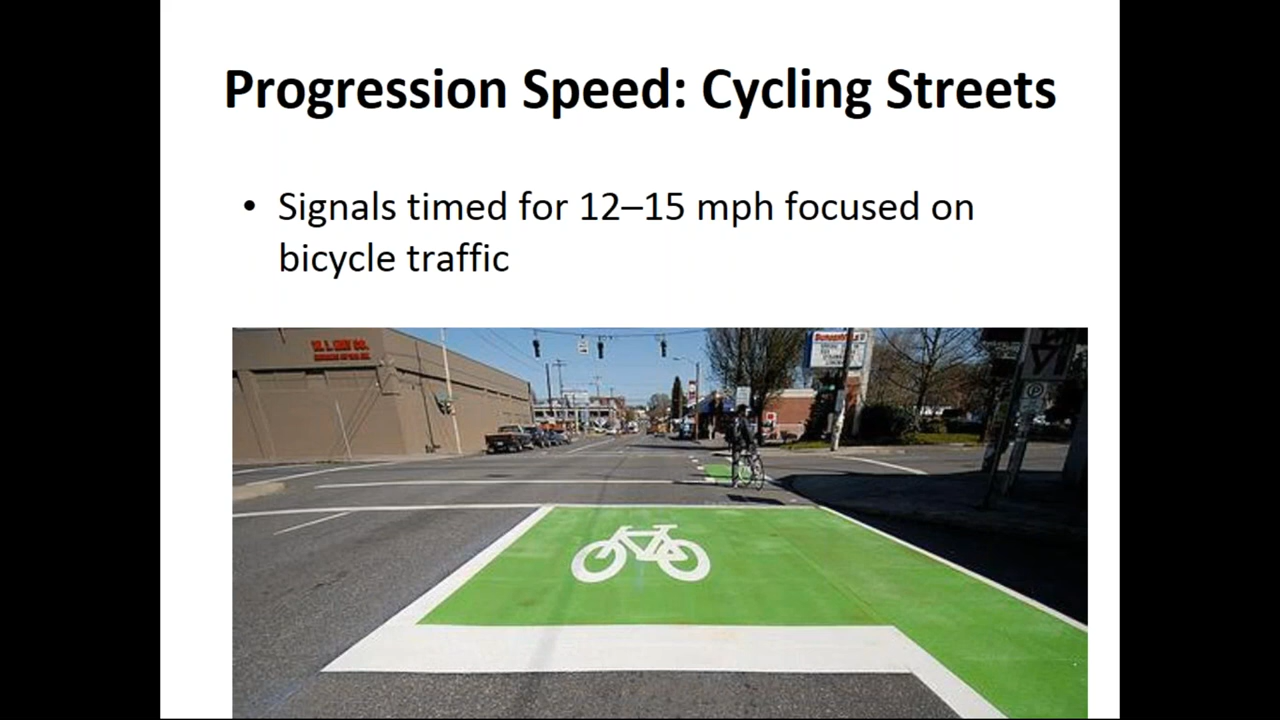 Progression Speed: Cycling Streets
• Signals timed for 12–15 mph focused on
bicycle traffic